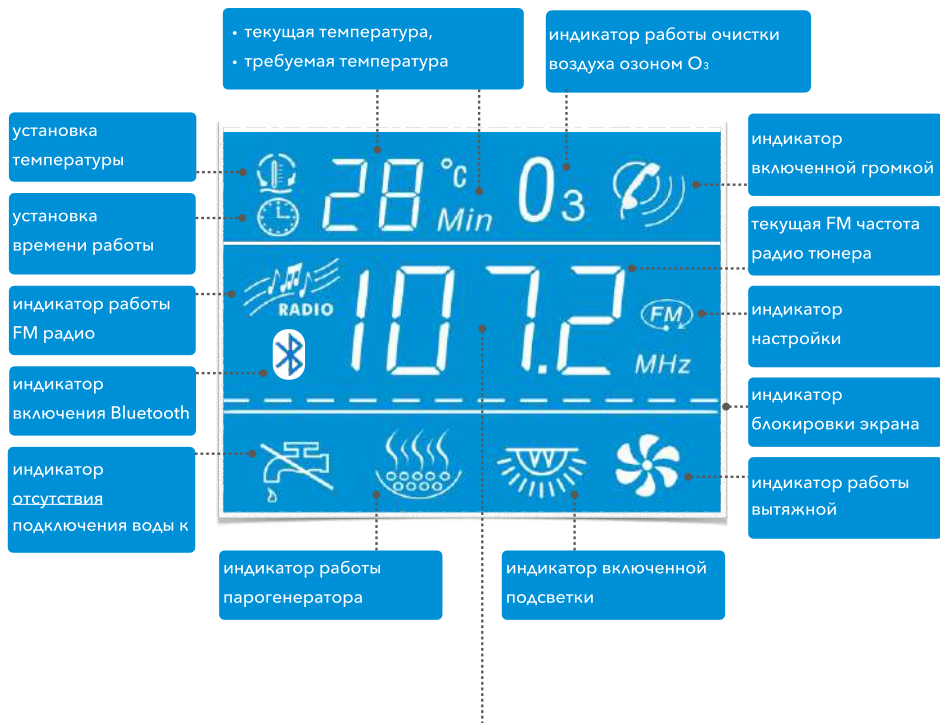 • текущая температура,
• требуемая температура
индикатор работы очистки
воздуха озоном O₃
установка
температуры
установка
времени работы
индикатор работы
FM радио
индикатор
включения Bluetooth
индикатор
отсутствия
подключения воды к
28 °C Min O3
RADIO
107.2
FM
MHz
индикатор
включенной громкой
текущая FM частота
радио тюнера
индикатор
настройки
индикатор
блокировки экрана
индикатор работы
вытяжной
индикатор работы
парогенератора
индикатор включенной
подсветки